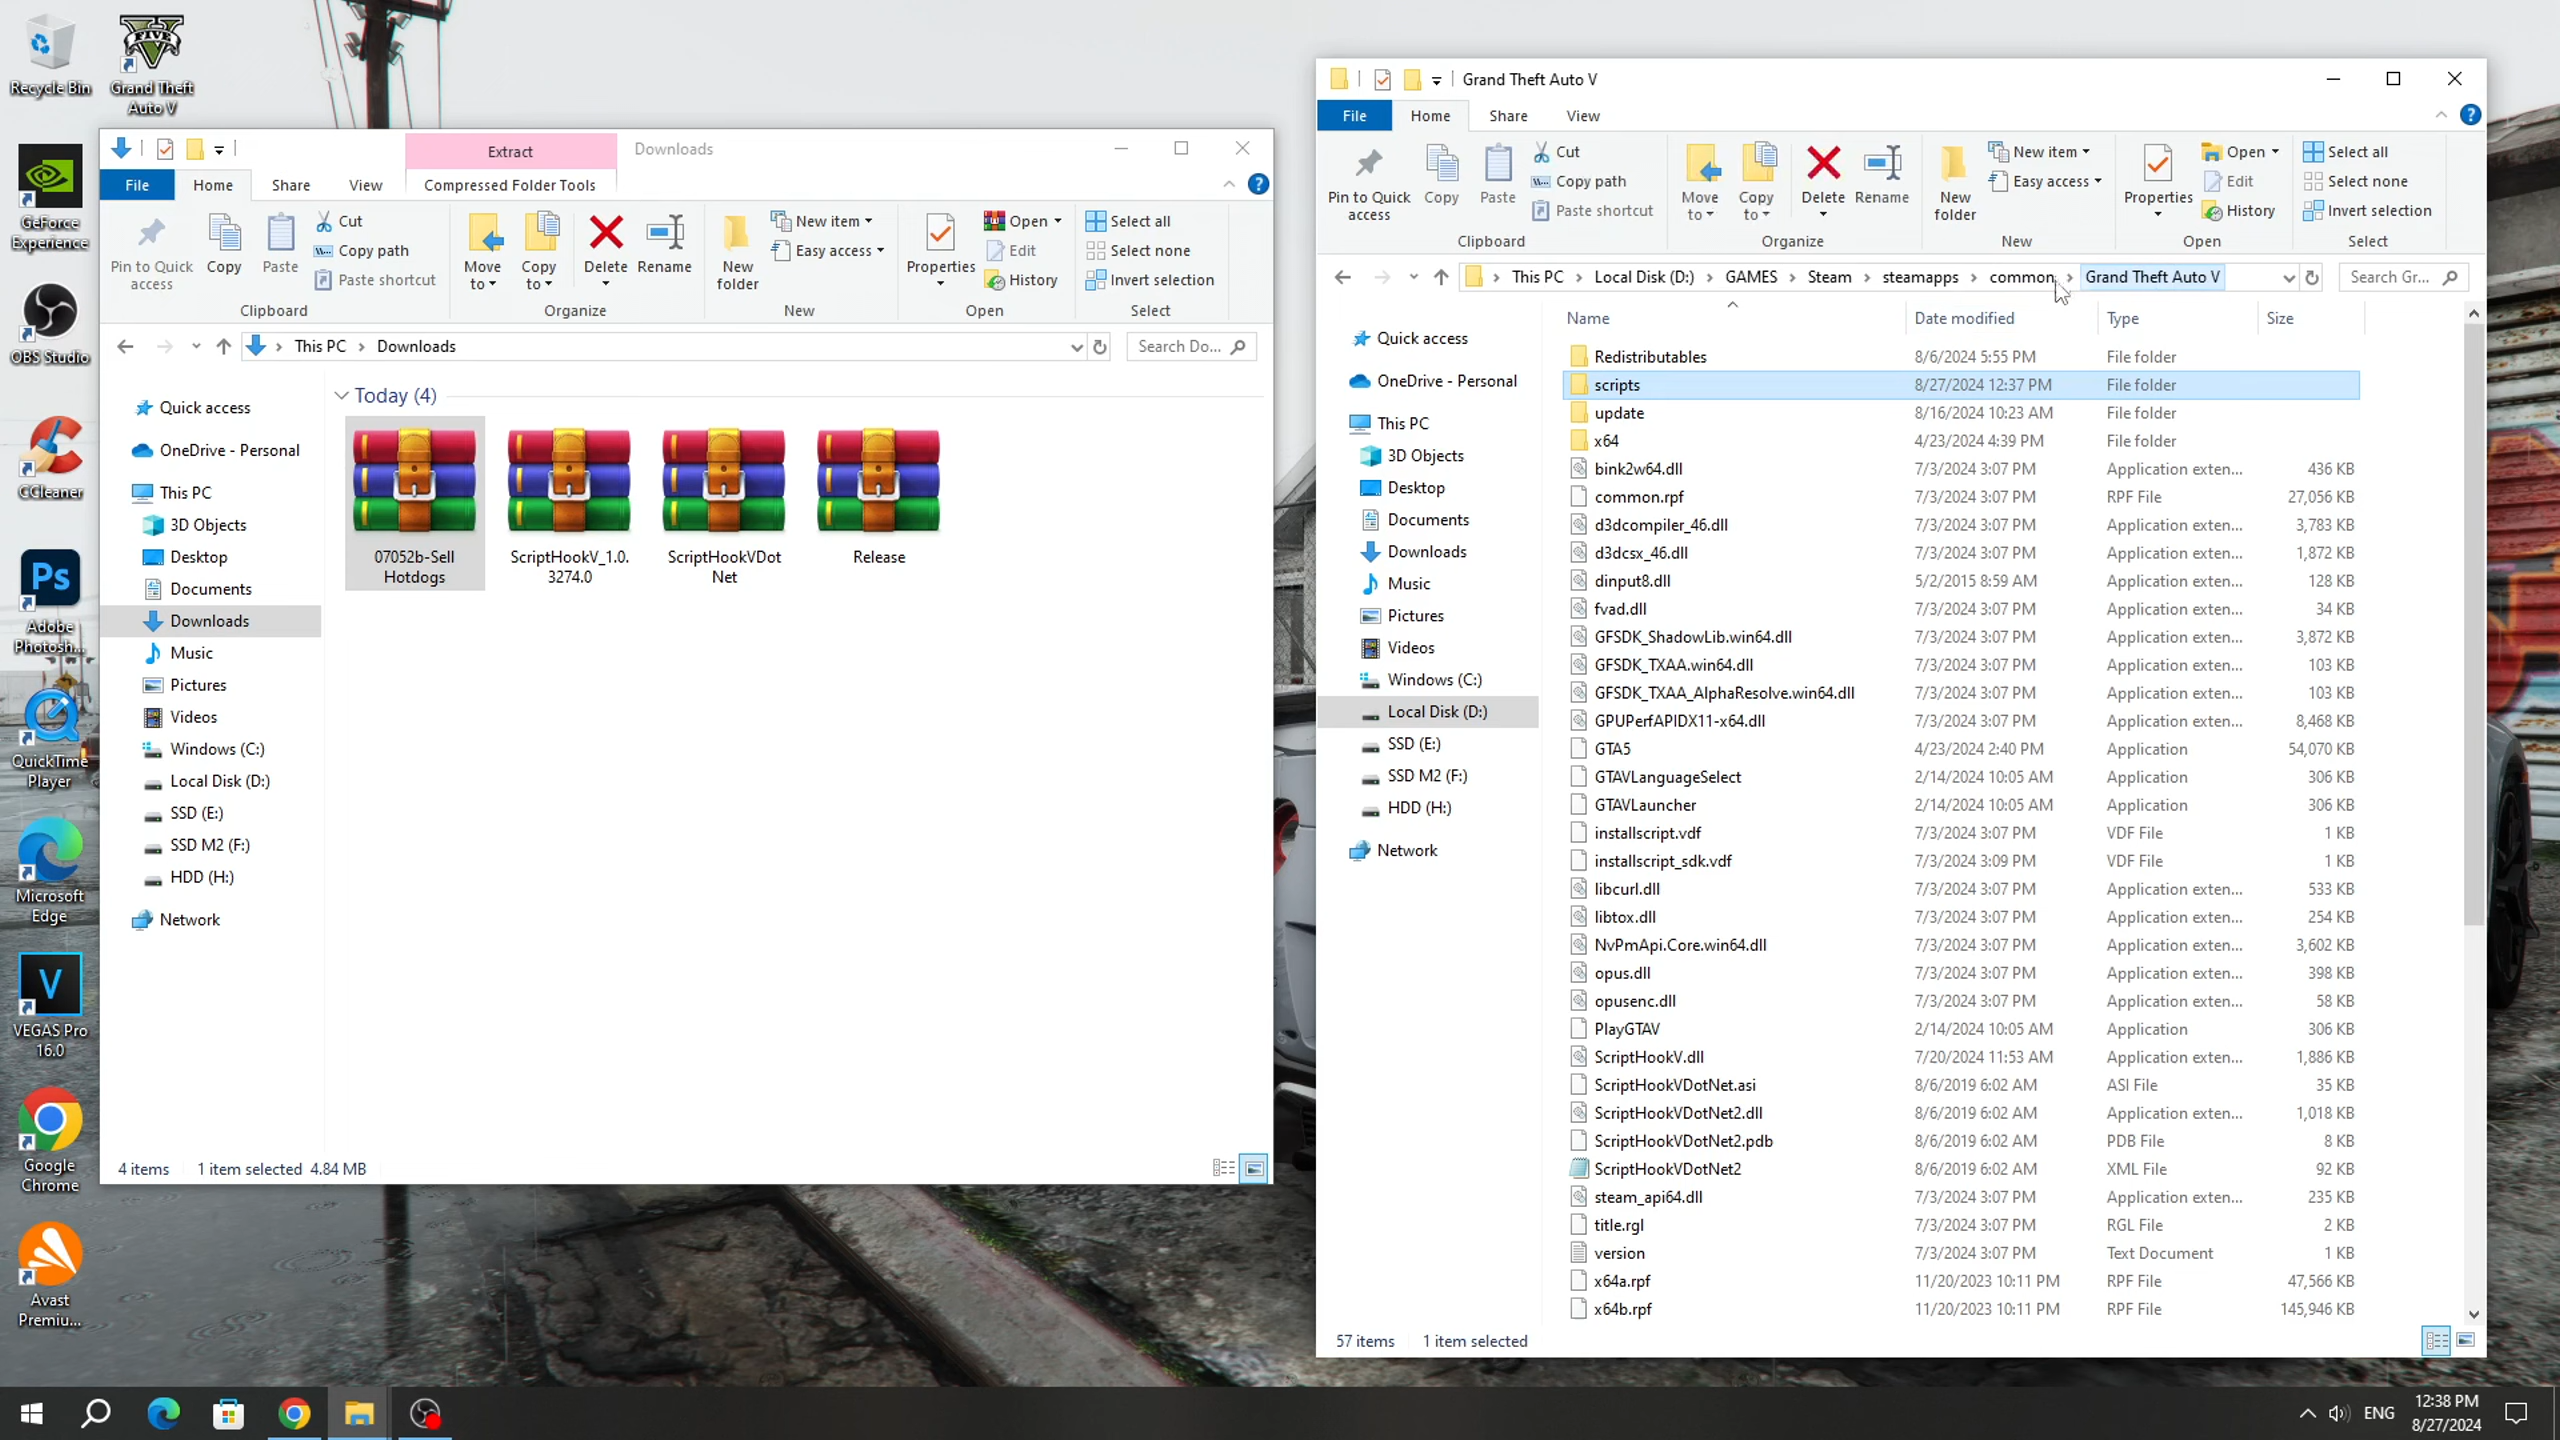 Recycle Bin
Grand Theft
Auto V
GeForce
Experience
OBS Studio
CCleaner
Ps
Adobe
Photosh...
QuickTime
Player
Microsoft
Edge
V
VEGAS Pro
16.0
Google
Chrome
Avast
Premiu...
Extract
Downloads
File
Home
Share
View
Compressed Folder Tools
Pin to Quick
access
Copy
Paste
Cut
Copy path
Paste shortcut
Clipboard
Move
to
Copy
to
Delete
Rename
Organize
New
folder
New item
Easy access
New
Properties
Open
Edit
History
Open
Select all
Select none
Invert selection
Select
This PC
Downloads
Search Do...
Quick access
OneDrive - Personal
This PC
3D Objects
Desktop
Documents
Downloads
Music
Pictures
Videos
Windows (C:)
Local Disk (D:)
SSD (E:)
SSD M2 (F:)
HDD (H:)
Network
Today (4)
07052b-Sell
Hotdogs
ScriptHookV_1.0.
3274.0
ScriptHookVDot
Net
Release
4 items 1 item selected 4.84 MB
Grand Theft Auto V
File
Home
Share
View
Pin to Quick
access
Copy
Paste
Cut
Copy path
Paste shortcut
Clipboard
Move
to
Copy
to
Delete
Rename
Organize
New
folder
New item
Easy access
New
Properties
Open
Edit
History
Open
Select all
Select none
Invert selection
Select
This PC
Local Disk (D:)
GAMES
Steam
steamapps
common
Grand Theft Auto V
Search Gr...
Quick access
OneDrive - Personal
This PC
3D Objects
Desktop
Documents
Downloads
Music
Pictures
Videos
Windows (C:)
Local Disk (D:)
SSD (E:)
SSD M2 (F:)
HDD (H:)
Network
Name Date modified Type Size
Redistributables 8/6/2024 5:55 PM File folder
scripts 8/27/2024 12:37 PM File folder
update 8/16/2024 10:23 AM File folder
x64 4/23/2024 4:39 PM File folder
bink2w64.dll 7/3/2024 3:07 PM Application exten... 436 KB
common.rpf 7/3/2024 3:07 PM RPF File 27,056 KB
d3dcompiler_46.dll 7/3/2024 3:07 PM Application exten... 3,783 KB
d3dcsx_46.dll 7/3/2024 3:07 PM Application exten... 1,872 KB
dinput8.dll 5/2/2015 8:59 AM Application exten... 128 KB
fvad.dll 7/3/2024 3:07 PM Application exten... 34 KB
GFSDK_ShadowLib.win64.dll 7/3/2024 3:07 PM Application exten... 3,872 KB
GFSDK_TXAA.win64.dll 7/3/2024 3:07 PM Application exten... 103 KB
GFSDK_TXAA_AlphaResolve.win64.dll 7/3/2024 3:07 PM Application exten... 103 KB
GPUPerfAPIDX11-x64.dll 7/3/2024 3:07 PM Application exten... 8,468 KB
GTA5 4/23/2024 2:40 PM Application 54,070 KB
GTAVLanguageSelect 2/14/2024 10:05 AM Application 306 KB
GTAVLauncher 2/14/2024 10:05 AM Application 306 KB
installscript.vdf 7/3/2024 3:07 PM VDF File 1 KB
installscript_sdk.vdf 7/3/2024 3:09 PM VDF File 1 KB
libcurl.dll 7/3/2024 3:07 PM Application exten... 533 KB
libtox.dll 7/3/2024 3:07 PM Application exten... 254 KB
NvPmApi.Core.win64.dll 7/3/2024 3:07 PM Application exten... 3,602 KB
opus.dll 7/3/2024 3:07 PM Application exten... 398 KB
opusenc.dll 7/3/2024 3:07 PM Application exten... 58 KB
PlayGTAV 2/14/2024 10:05 AM Application 306 KB
ScriptHookV.dll 7/20/2024 11:53 AM Application exten... 1,886 KB
ScriptHookVDotNet.asi 8/6/2019 6:02 AM ASI File 35 KB
ScriptHookVDotNet2.dll 8/6/2019 6:02 AM Application exten... 1,018 KB
ScriptHookVDotNet2.pdb 8/6/2019 6:02 AM PDB File 8 KB
ScriptHookVDotNet2 8/6/2019 6:02 AM XML File 92 KB
steam_api64.dll 7/3/2024 3:07 PM Application exten... 235 KB
title.rgl 7/3/2024 3:07 PM RGL File 2 KB
version 7/3/2024 3:07 PM Text Document 1 KB
x64a.rpf 11/20/2023 10:11 PM RPF File 47,566 KB
x64b.rpf 11/20/2023 10:11 PM RPF File 145,946 KB
57 items 1 item selected
ENG
12:38 PM
8/27/2024